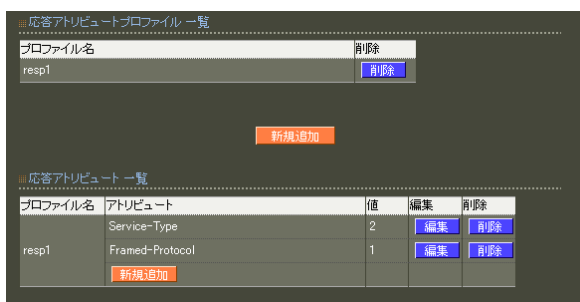 応答アトリビュートプロファイル 一覧
プロファイル名 削除
resp1 削除
新規追加
応答アトリビュート 一覧
プロファイル名 アトリビュート 値 編集 削除
Service-Type 2 編集 削除
resp1 Framed-Protocol 1 編集 削除
新規追加